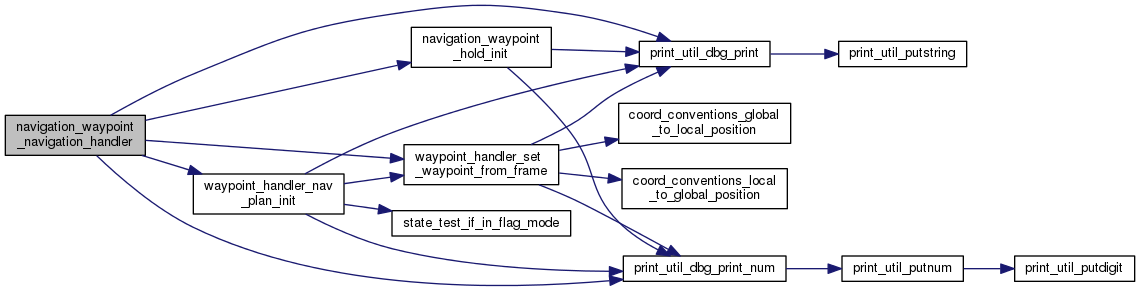 navigation_waypoint
_navigation_handler
navigation_waypoint
_hold_init
print_util_dbg_print
print_util_putstring
coord_conventions_global
_to_local_position
waypoint_handler_set
_waypoint_from_frame
waypoint_handler_nav
_plan_init
coord_conventions_local
_to_global_position
state_test_if_in_flag_mode
print_util_dbg_print_num
print_util_putnum
print_util_putdigit